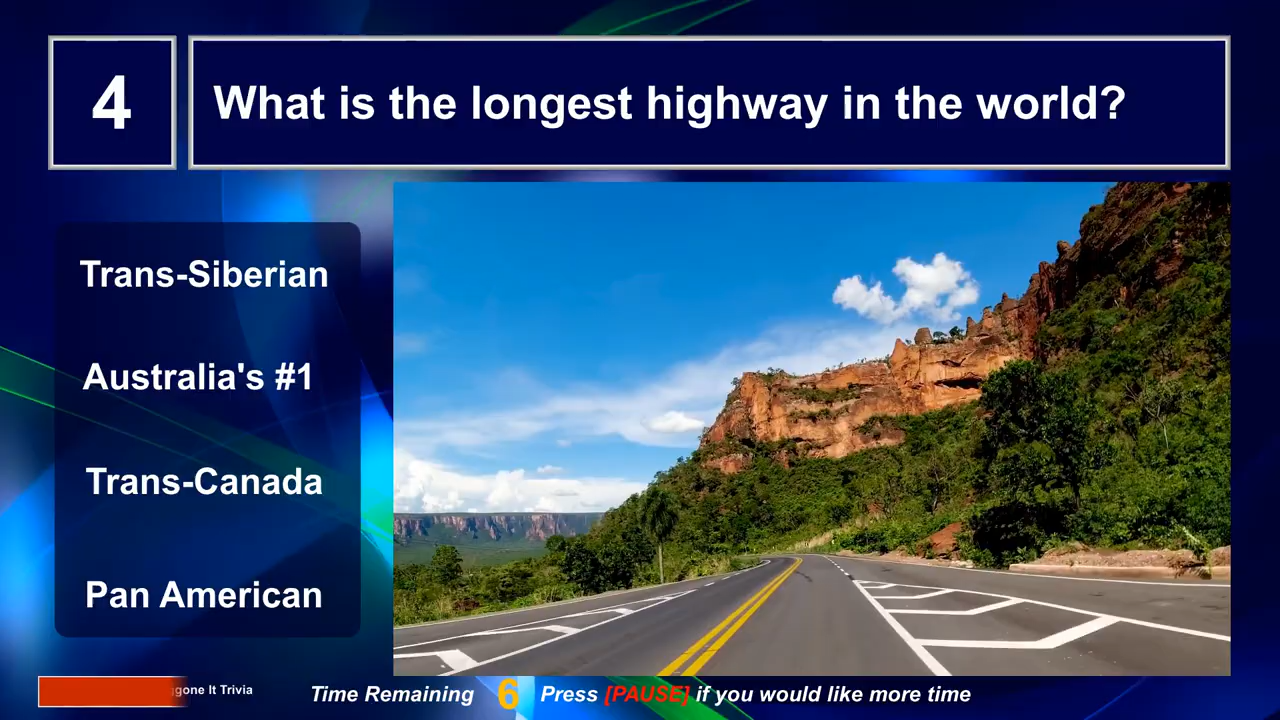 4
What is the longest highway in the world?
Trans-Siberian
Australia's #1
Trans-Canada
Pan American
It Trivia
Time Remaining 6 Press [PAUSE] if you would like more time